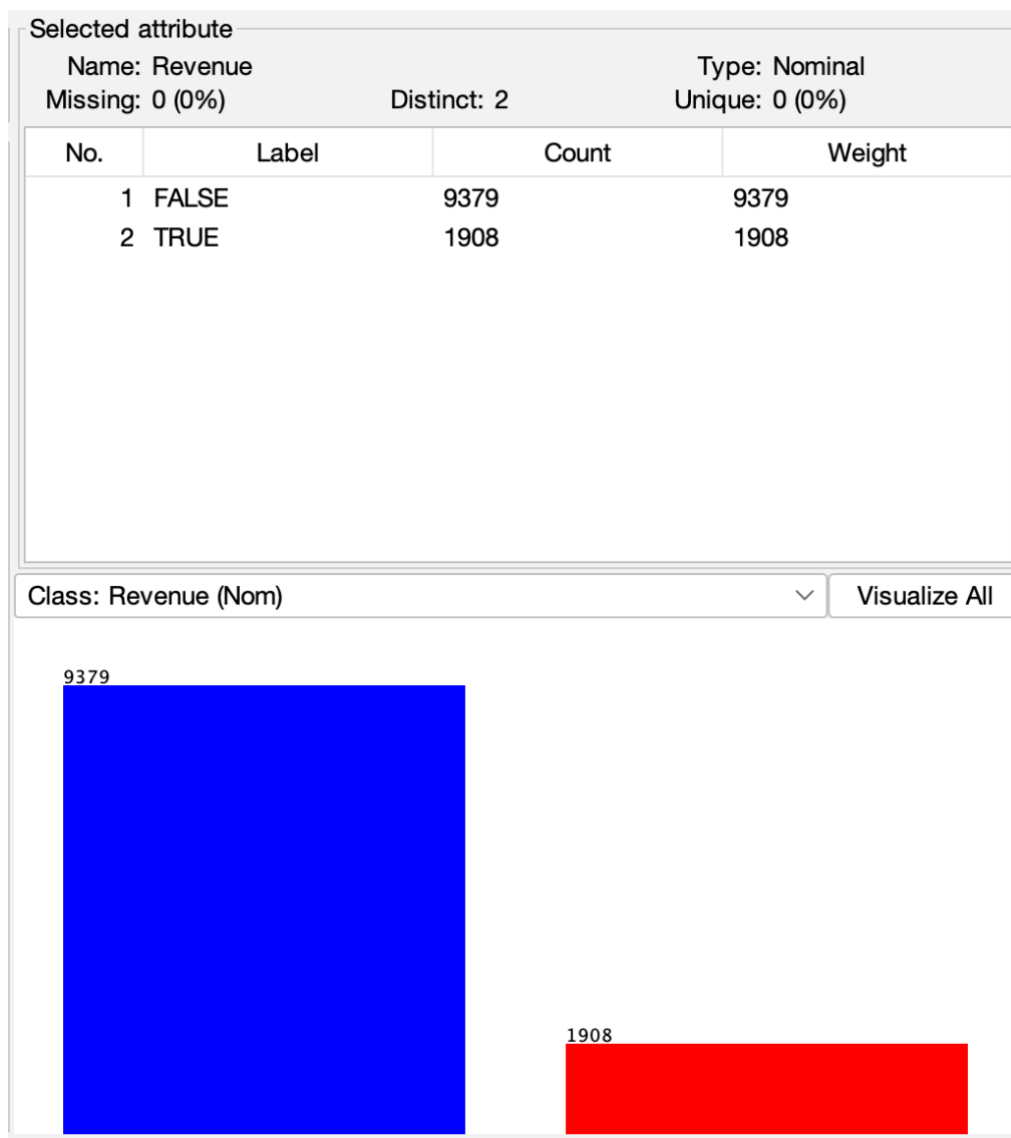 Selected attribute
Name: Revenue Type: Nominal
Missing: 0 (0%) Distinct: 2 Unique: 0 (0%)
No. Label Count Weight
1 FALSE 9379 9379
2 TRUE 1908 1908
Class: Revenue (Nom) Visualize All
9379
1908